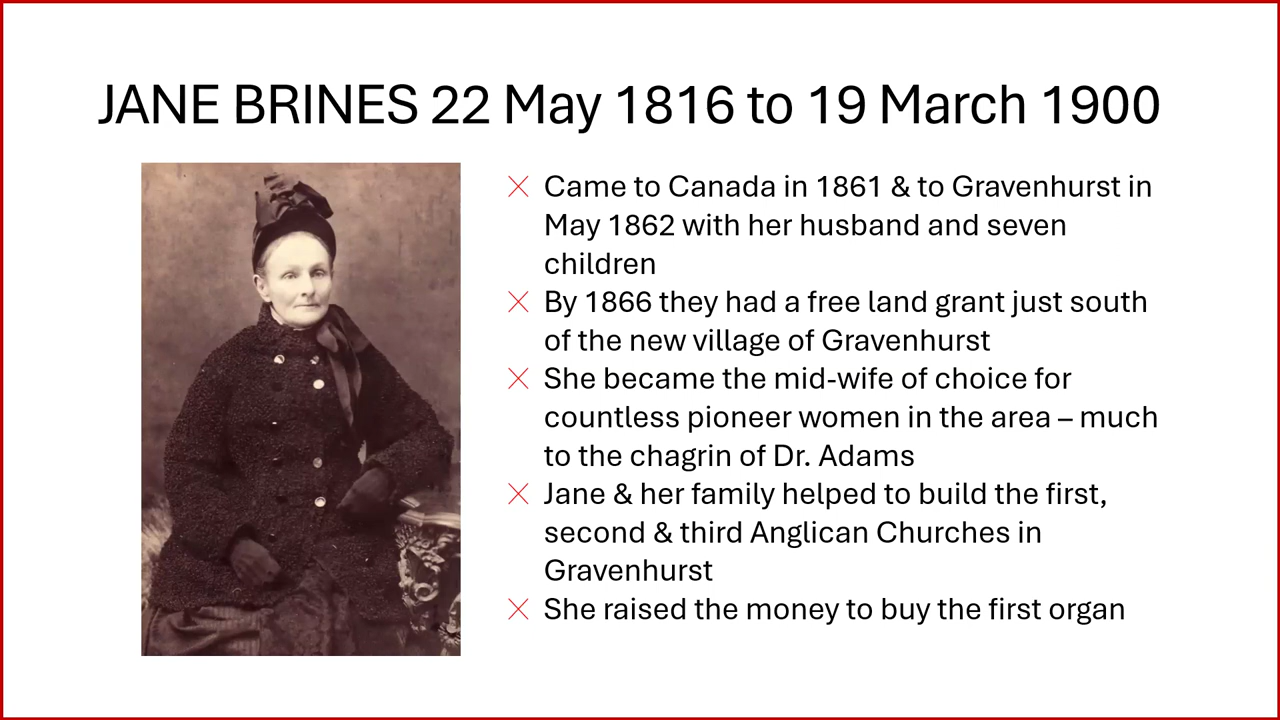 JANE BRINES 22 May 1816 to 19 March 1900
Came to Canada in 1861 & to Gravenhurst in
May 1862 with her husband and seven
children
By 1866 they had a free land grant just south
of the new village of Gravenhurst
She became the mid-wife of choice for
countless pioneer women in the area – much
to the chagrin of Dr. Adams
Jane & her family helped to build the first,
second & third Anglican Churches in
Gravenhurst
She raised the money to buy the first organ